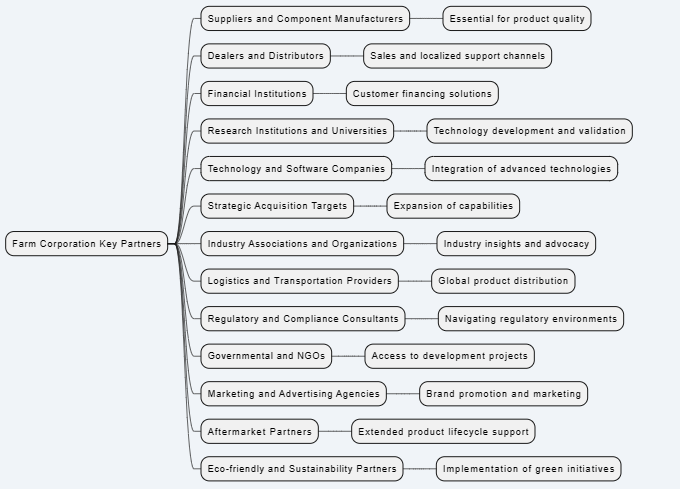 Suppliers and Component Manufacturers
Essential for product quality
Dealers and Distributors
Sales and localized support channels
Financial Institutions
Customer financing solutions
Research Institutions and Universities
Technology development and validation
Technology and Software Companies
Integration of advanced technologies
Strategic Acquisition Targets
Expansion of capabilities
Farm Corporation Key Partners
Industry Associations and Organizations
Industry insights and advocacy
Logistics and Transportation Providers
Global product distribution
Regulatory and Compliance Consultants
Navigating regulatory environments
Governmental and NGOs
Access to development projects
Marketing and Advertising Agencies
Brand promotion and marketing
Aftermarket Partners
Extended product lifecycle support
Eco-friendly and Sustainability Partners
Implementation of green initiatives